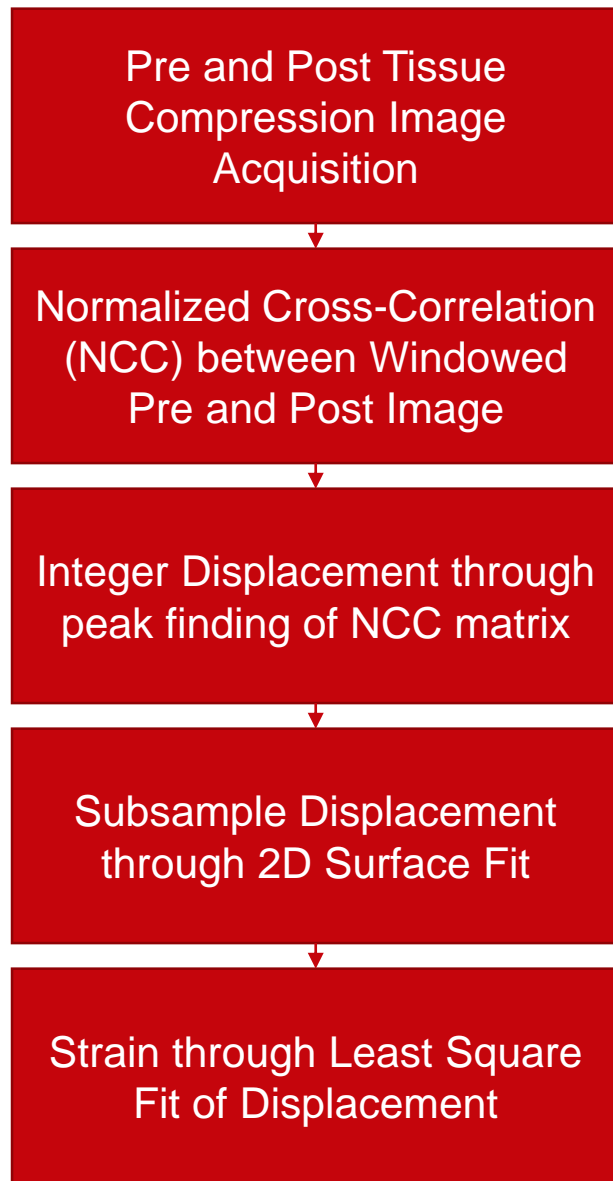 Pre and Post Tissue
Compression Image
Acquisition
Normalized Cross-Correlation
(NCC) between Windowed
Pre and Post Image
Integer Displacement through
peak finding of NCC matrix
Subsample Displacement
through 2D Surface Fit
Strain through Least Square
Fit of Displacement